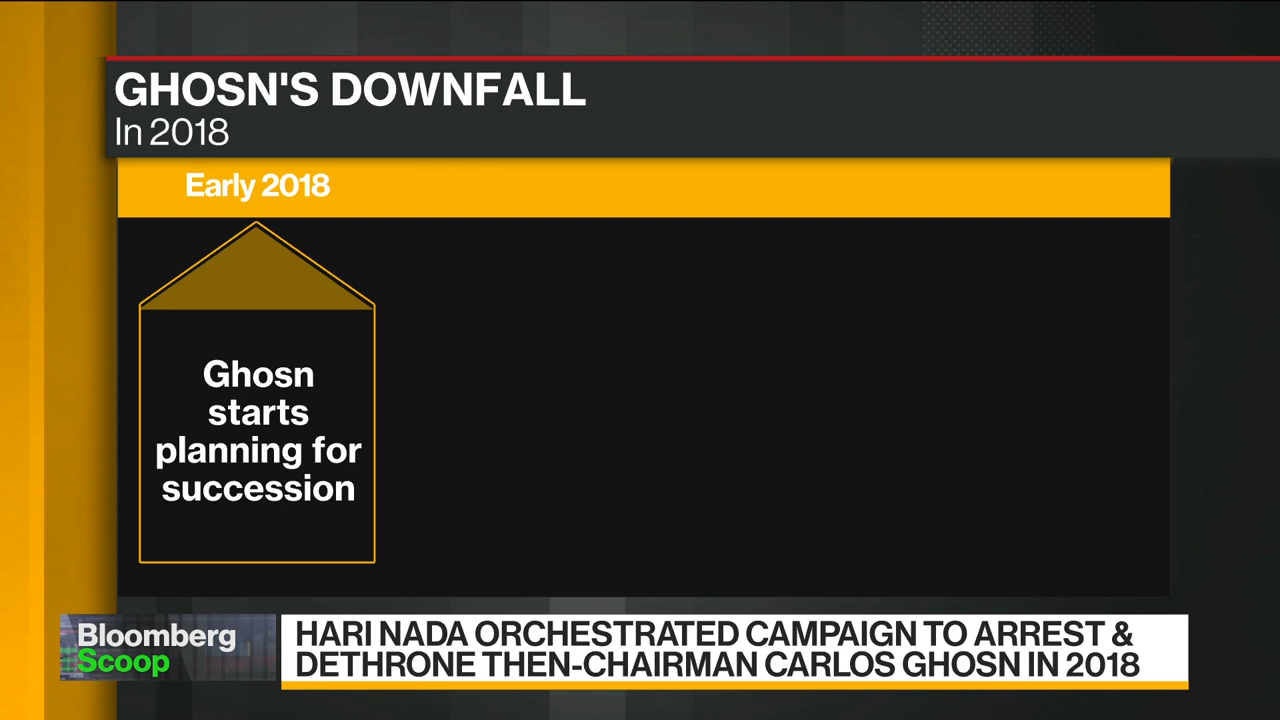 GHOSN'S DOWNFALL
In 2018
Early 2018
Ghosn
starts
planning for
succession
Bloomberg
Scoop
HARI NADA ORCHESTRATED CAMPAIGN TO ARREST &
DETHRONE THEN-CHAIRMAN CARLOS GHOSN IN 2018